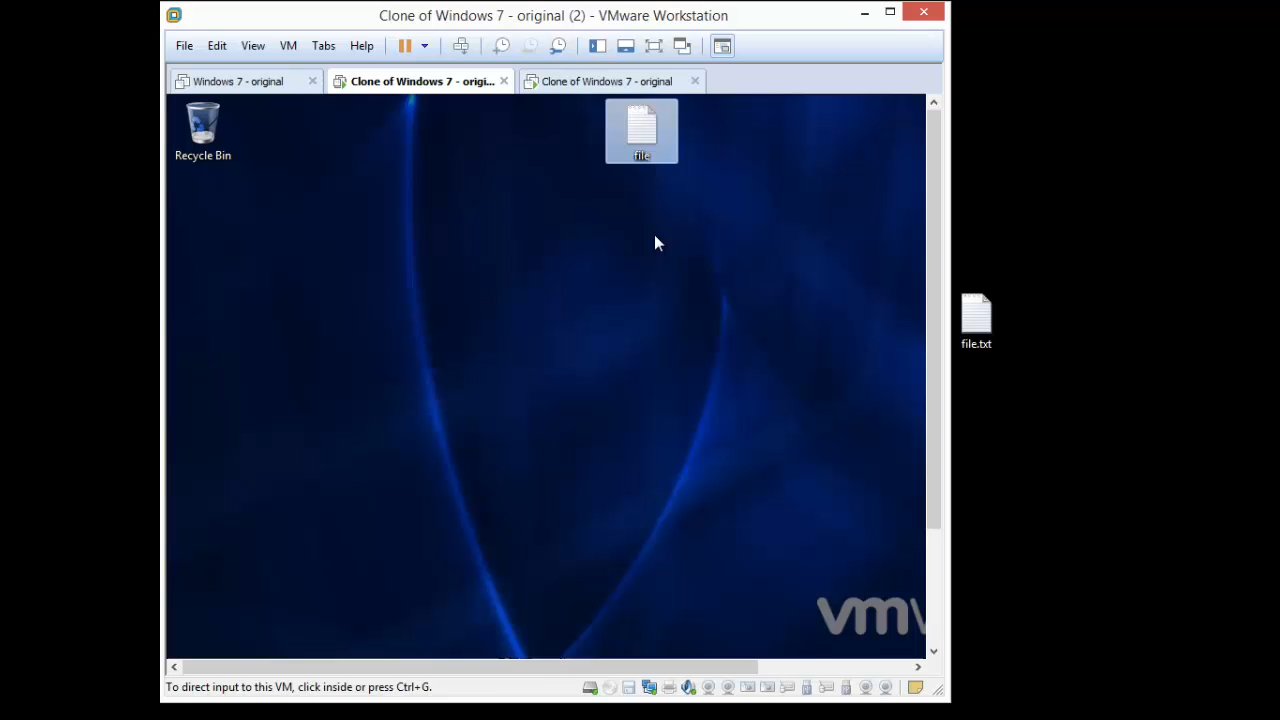 Clone of Windows 7 - original (2) - VMware Workstation
File Edit View VM Tabs Help
Windows 7 - original
Clone of Windows 7 - origi...
Clone of Windows 7 - original
Recycle Bin
file
file.txt
vm
To direct input to this VM, click inside or press Ctrl+G.